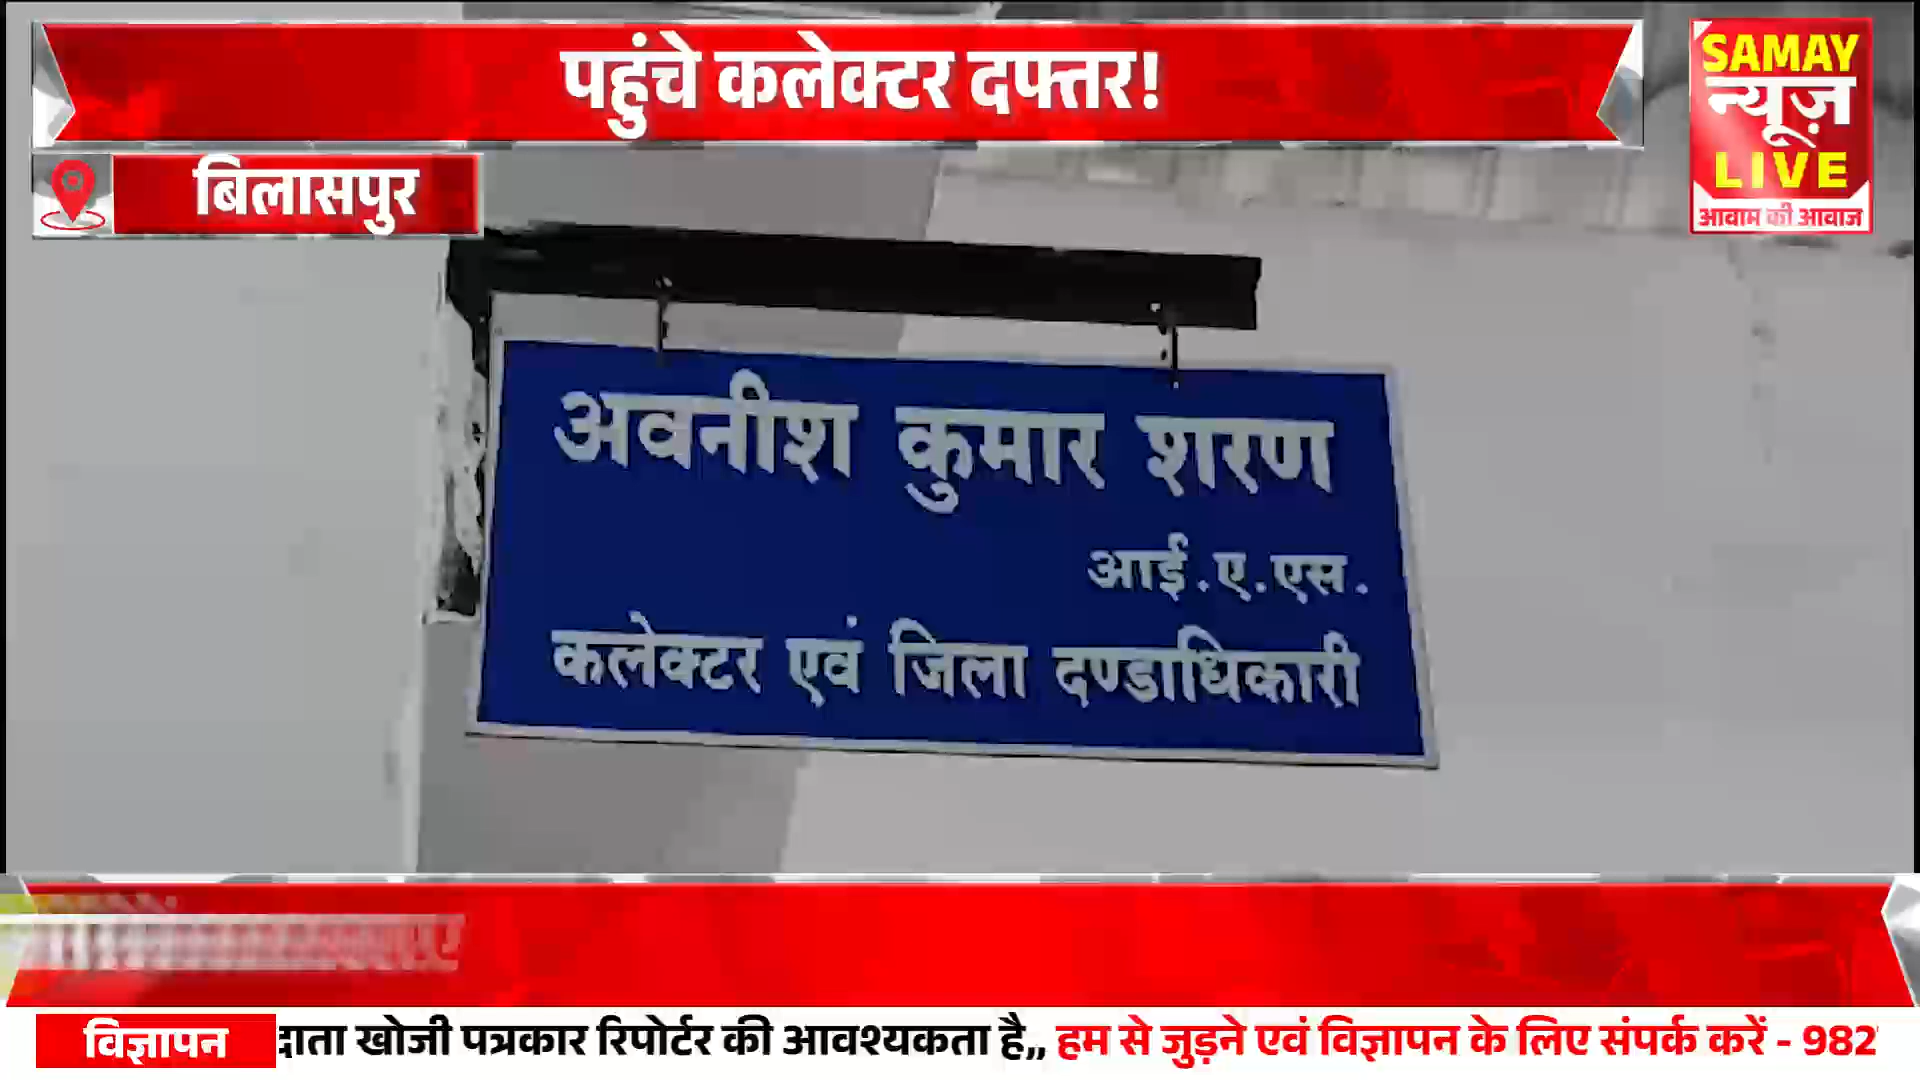 पहुंचे कलेक्टर दफ्तर!
SAMAY
न्यूज़
LIVE
आवाम की आवाज
बिलासपुर
अवनीश कुमार शरण
आई.ए.एस.
कलेक्टर एवं जिला दण्डाधिकारी
विज्ञापन
दाता खोजी पत्रकार रिपोर्टर की आवश्यकता है,, हम से जुड़ने एवं विज्ञापन के लिए संपर्क करें - 982